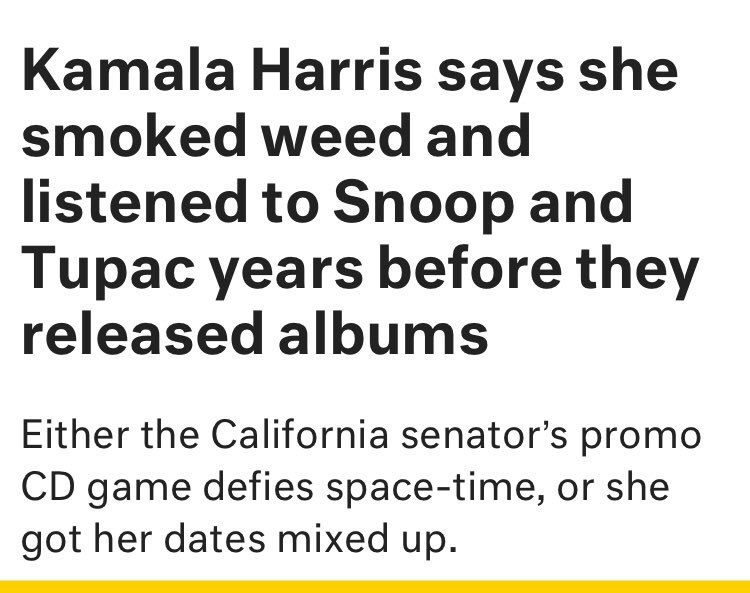 Kamala Harris says she
smoked weed and
listened to Snoop and
Tupac years before they
released albums
Either the California senator’s promo
CD game defies space-time, or she
got her dates mixed up.